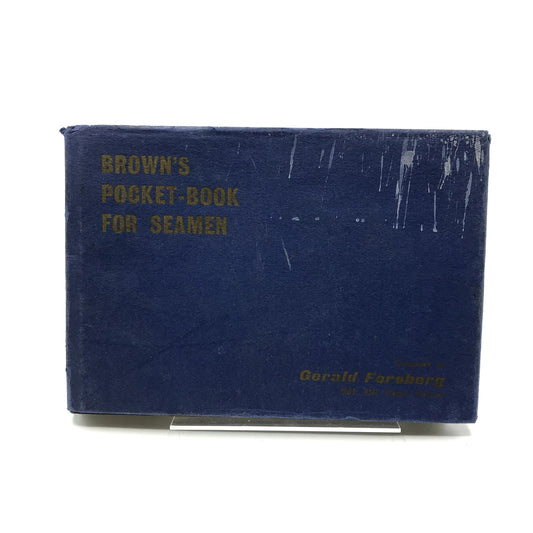 BROWN'S
POCKET-BOOK
FOR SEAMEN
Gerald Forsberg